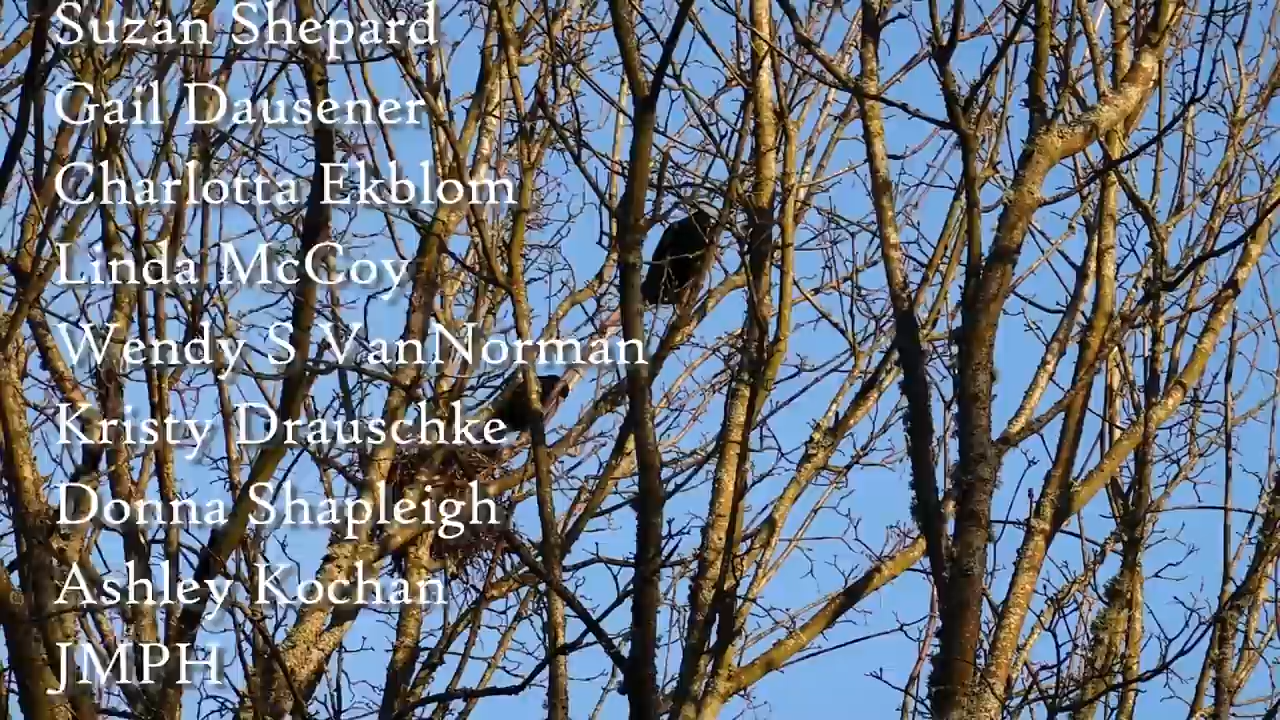 Suzan Shepard
Gail Dausener
Charlotta Ekblom
Linda McCoy
Wendy S VanNorman
Kristy Drauschke
Donna Shapleigh
Ashley Kochan
JMPH